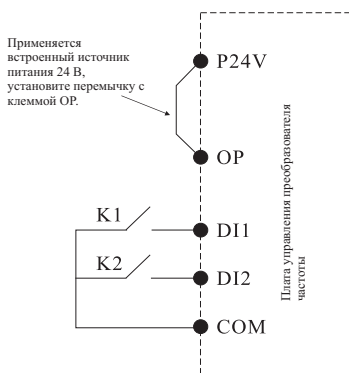 Применяется
встроенный источник
питания 24 В,
установите перемычку с
клеммой OP.
P24V
OP
K1
DI1
K2
DI2
COM
Плата управления преобразователя
частоты